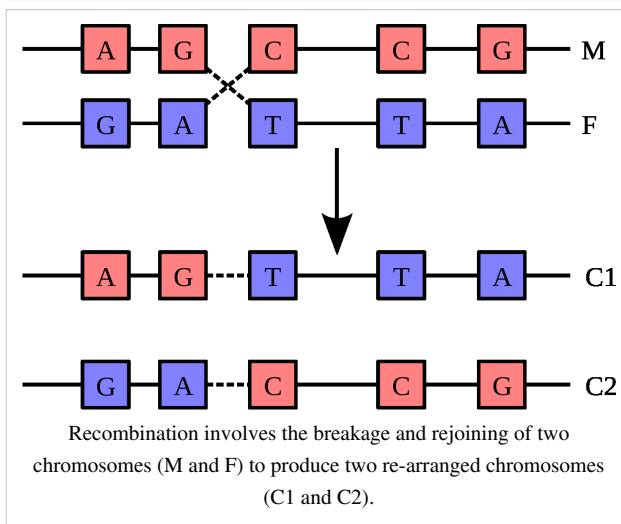 A G C C G M
G A T T A F
A G T T A C1
G A C C G C2
Recombination involves the breakage and rejoining of two
chromosomes (M and F) to produce two re-arranged chromosomes
(C1 and C2).